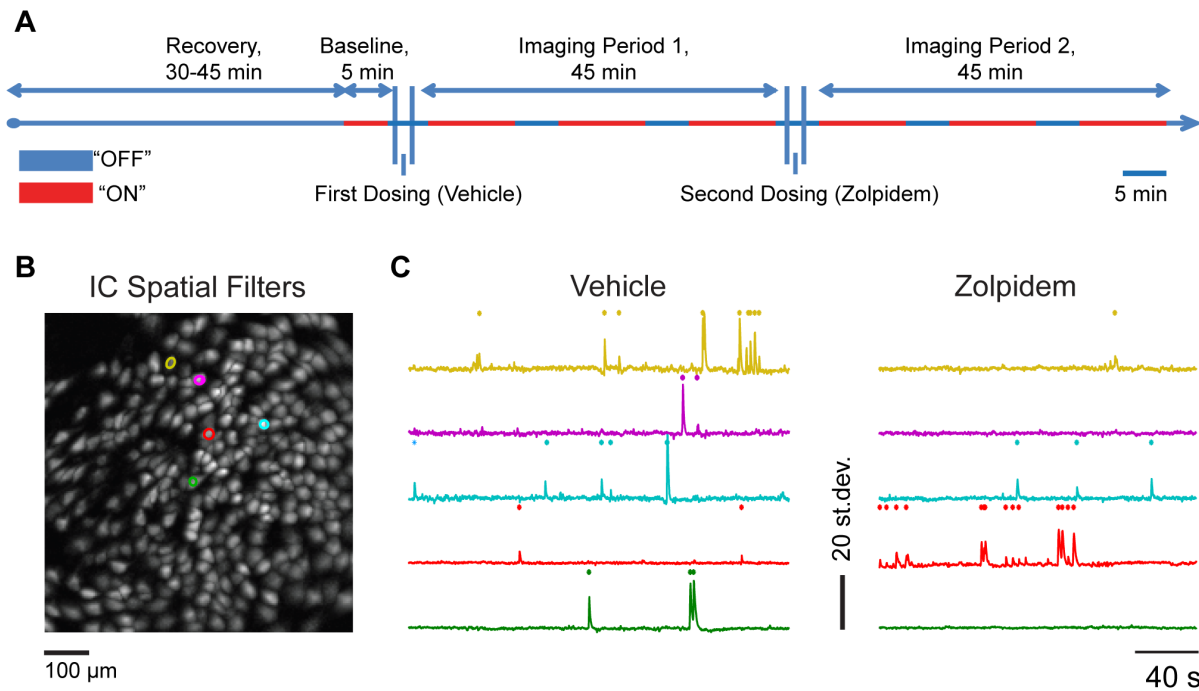 A
Recovery,
30-45 min
Baseline,
5 min
Imaging Period 1,
45 min
Imaging Period 2,
45 min
“OFF”
“ON”
First Dosing (Vehicle)
Second Dosing (Zolpidem)
5 min
B
IC Spatial Filters
100 µm
C
Vehicle
Zolpidem
20 st.dev.
40 s